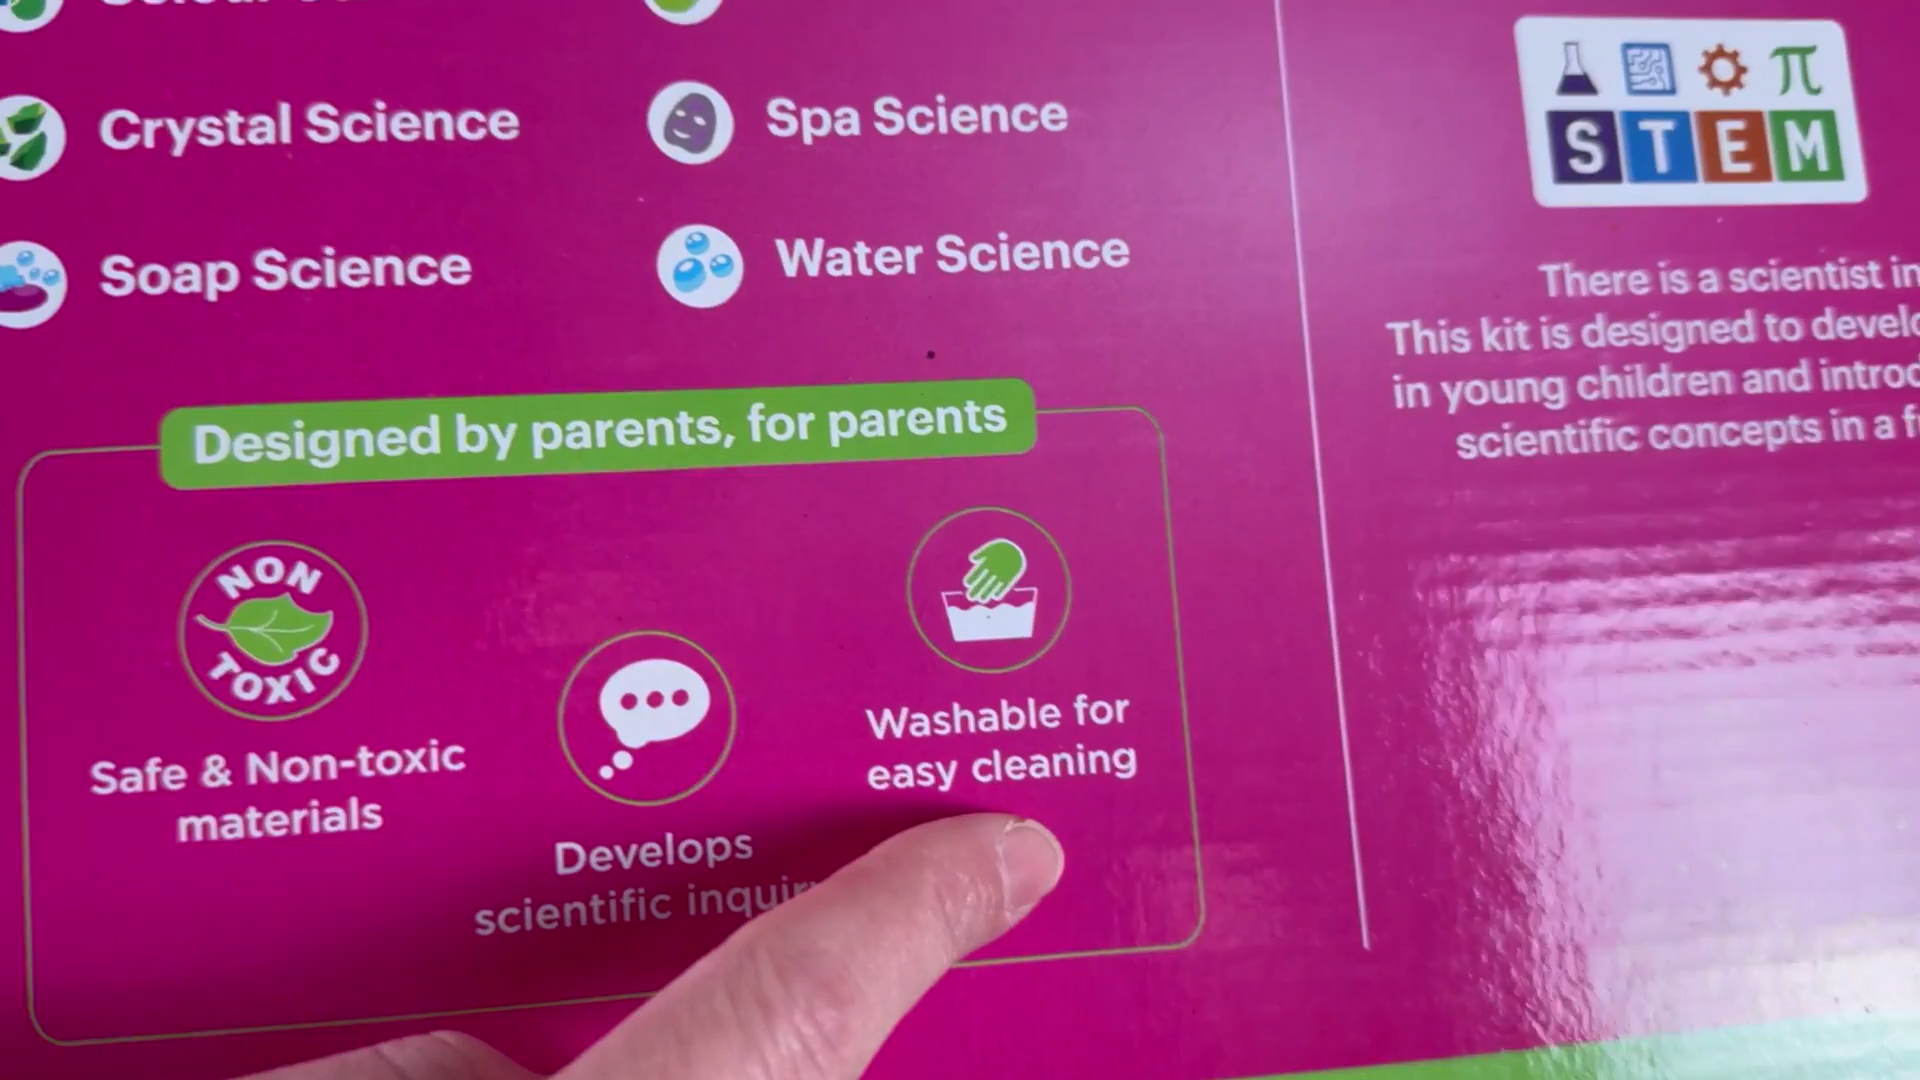 Crystal Science
Spa Science
Soap Science
Water Science
Designed by parents, for parents
NON
TOXIC
Safe & Non-toxic
materials
Develops
scientific
Washable for
easy cleaning
STEM
There is a scientist
This kit is designed to
in young children and
scientific concepts in a